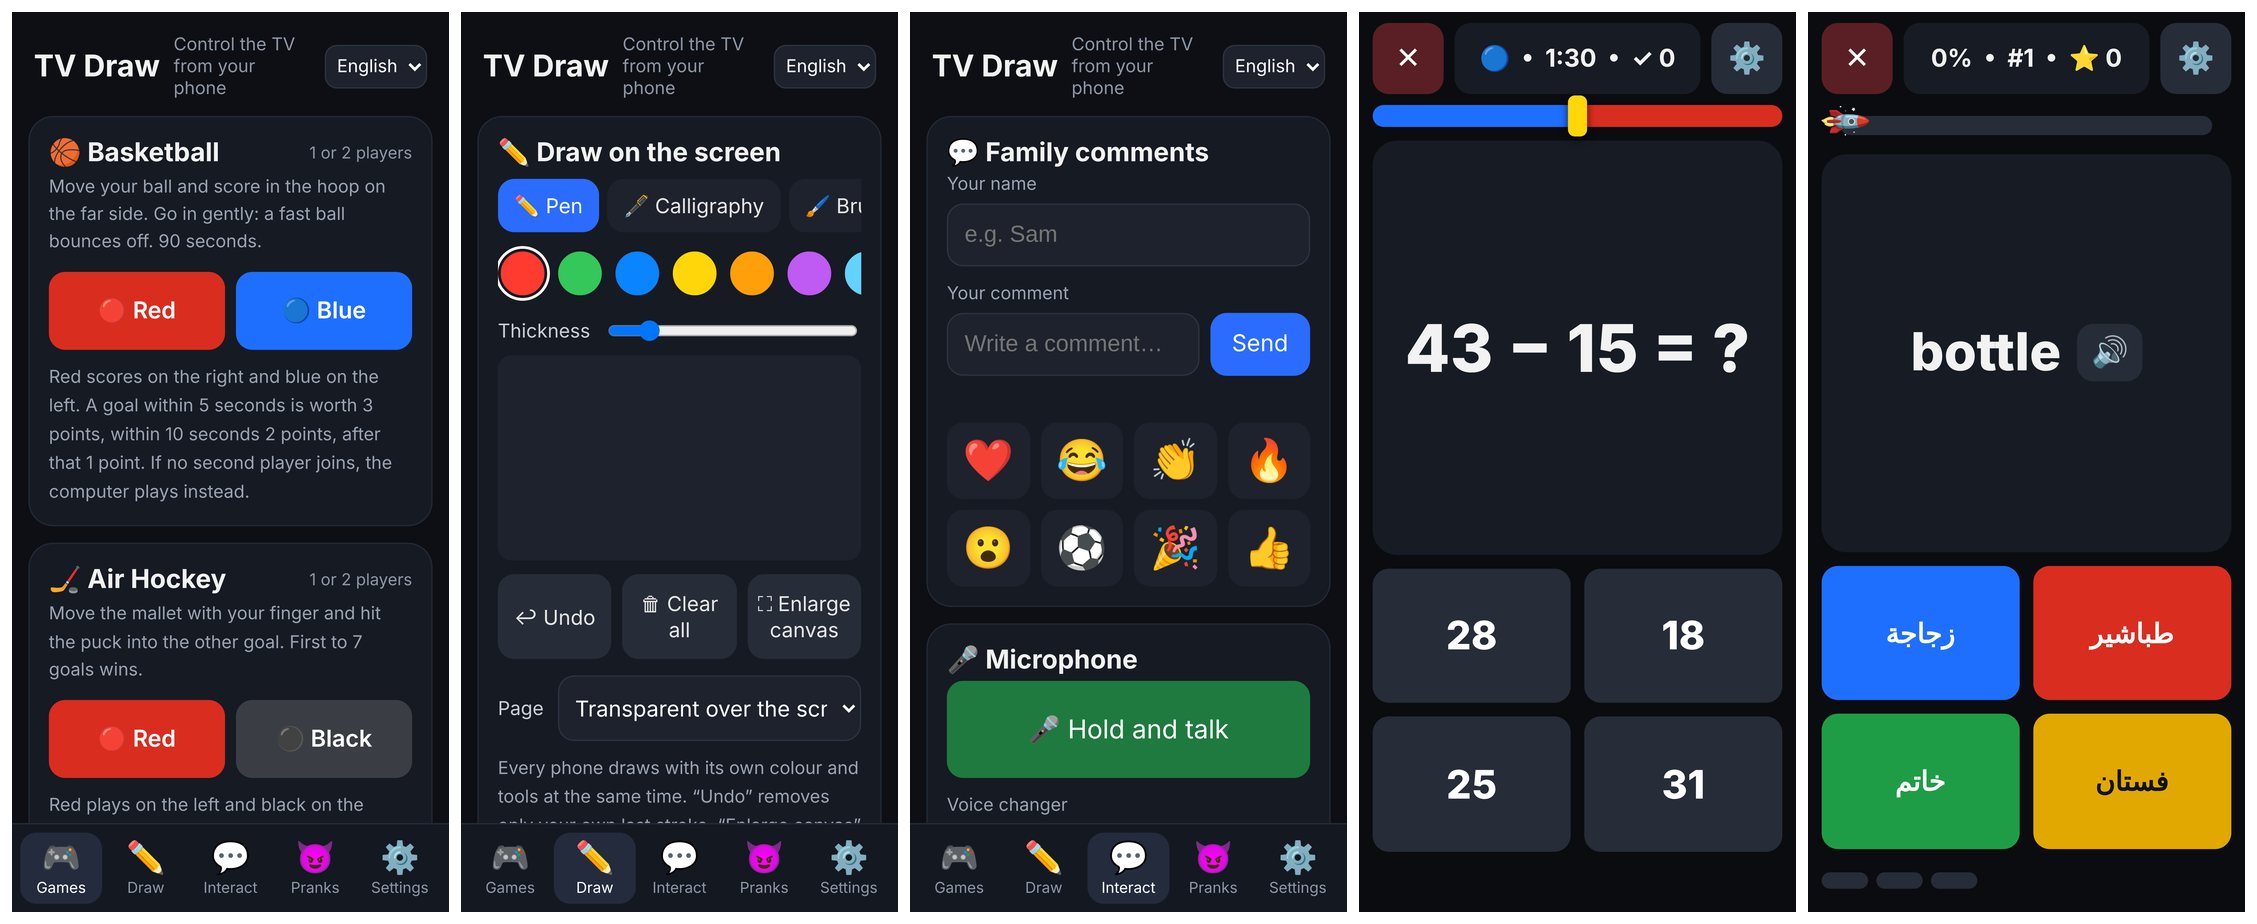 TV Draw
Control the TV
from your
phone
English
🏀 Basketball
1 or 2 players
Move your ball and score in the hoop on
the far side. Go in gently: a fast ball
bounces off. 90 seconds.
🔴 Red
🔵 Blue
Red scores on the right and blue on the
left. A goal within 5 seconds is worth 3
points, within 10 seconds 2 points, after
that 1 point. If no second player joins, the
computer plays instead.
🏒 Air Hockey
1 or 2 players
Move the mallet with your finger and hit
the puck into the other goal. First to 7
goals wins.
🔴 Red
⚫ Black
Red plays on the left and black on the
Games
Draw
Interact
Pranks
Settings
TV Draw
Control the TV
from your
phone
English
✏️ Draw on the screen
✏️ Pen
🖋️ Calligraphy
🖌️ Bru
Thickness
↩ Undo
🗑 Clear
all
⛶ Enlarge
canvas
Page
Transparent over the scr
Every phone draws with its own colour and
tools at the same time. “Undo” removes
only your own last stroke. “Enlarge canvas”
Games
Draw
Interact
Pranks
Settings
TV Draw
Control the TV
from your
phone
English
💬 Family comments
Your name
e.g. Sam
Your comment
Write a comment…
Send
🎤 Microphone
🎤 Hold and talk
Voice changer
Games
Draw
Interact
Pranks
Settings
✕
🔵 • 1:30 • ✓ 0
43 − 15 = ?
28
18
25
31
✕
0% • #1 • ⭐ 0
bottle
زجاجة
طباشير
خاتم
فستان